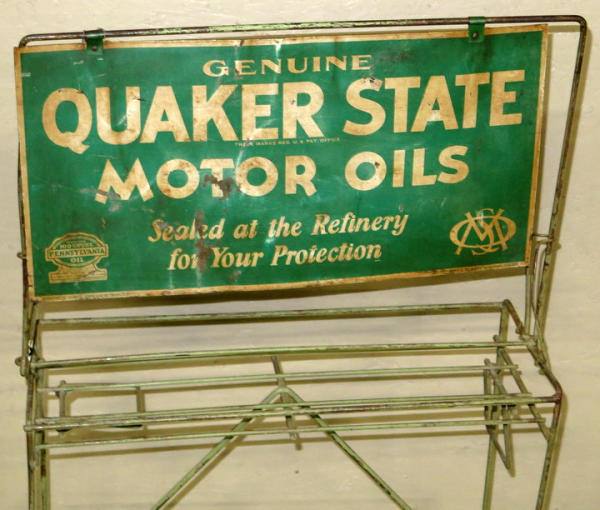 GENUINE
QUAKER STATE
TRADE MARKS REG. U.S. PAT. OFFICE
MOTOR OILS
Sealed at the Refinery
for Your Protection
PENNSYLVANIA
OIL